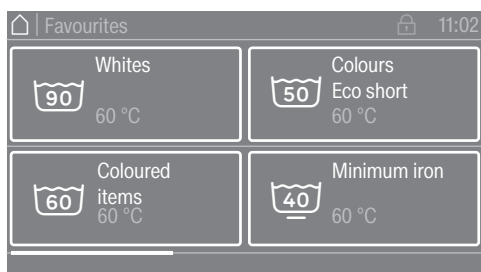 Favourites
11:02
Whites
90
60 °C
Colours
Eco short
50
60 °C
Coloured
items
60
60 °C
Minimum iron
40
60 °C